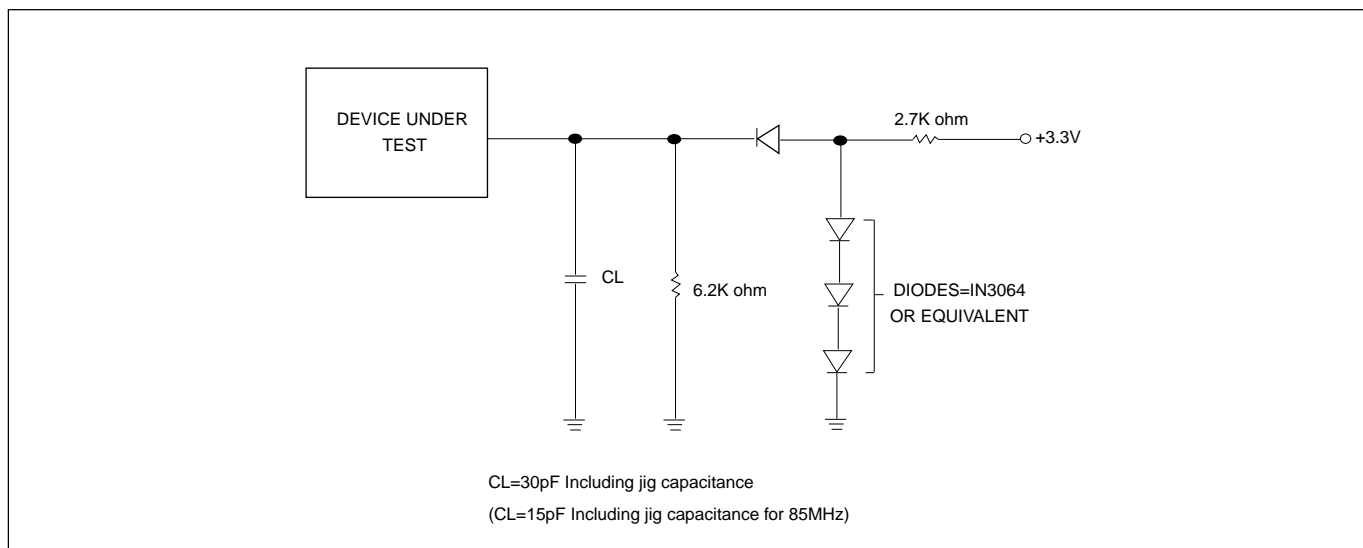 DEVICE UNDER
TEST
2.7K ohm
+3.3V
CL
6.2K ohm
DIODES=IN3064
OR EQUIVALENT
CL=30pF Including jig capacitance
(CL=15pF Including jig capacitance for 85MHz)